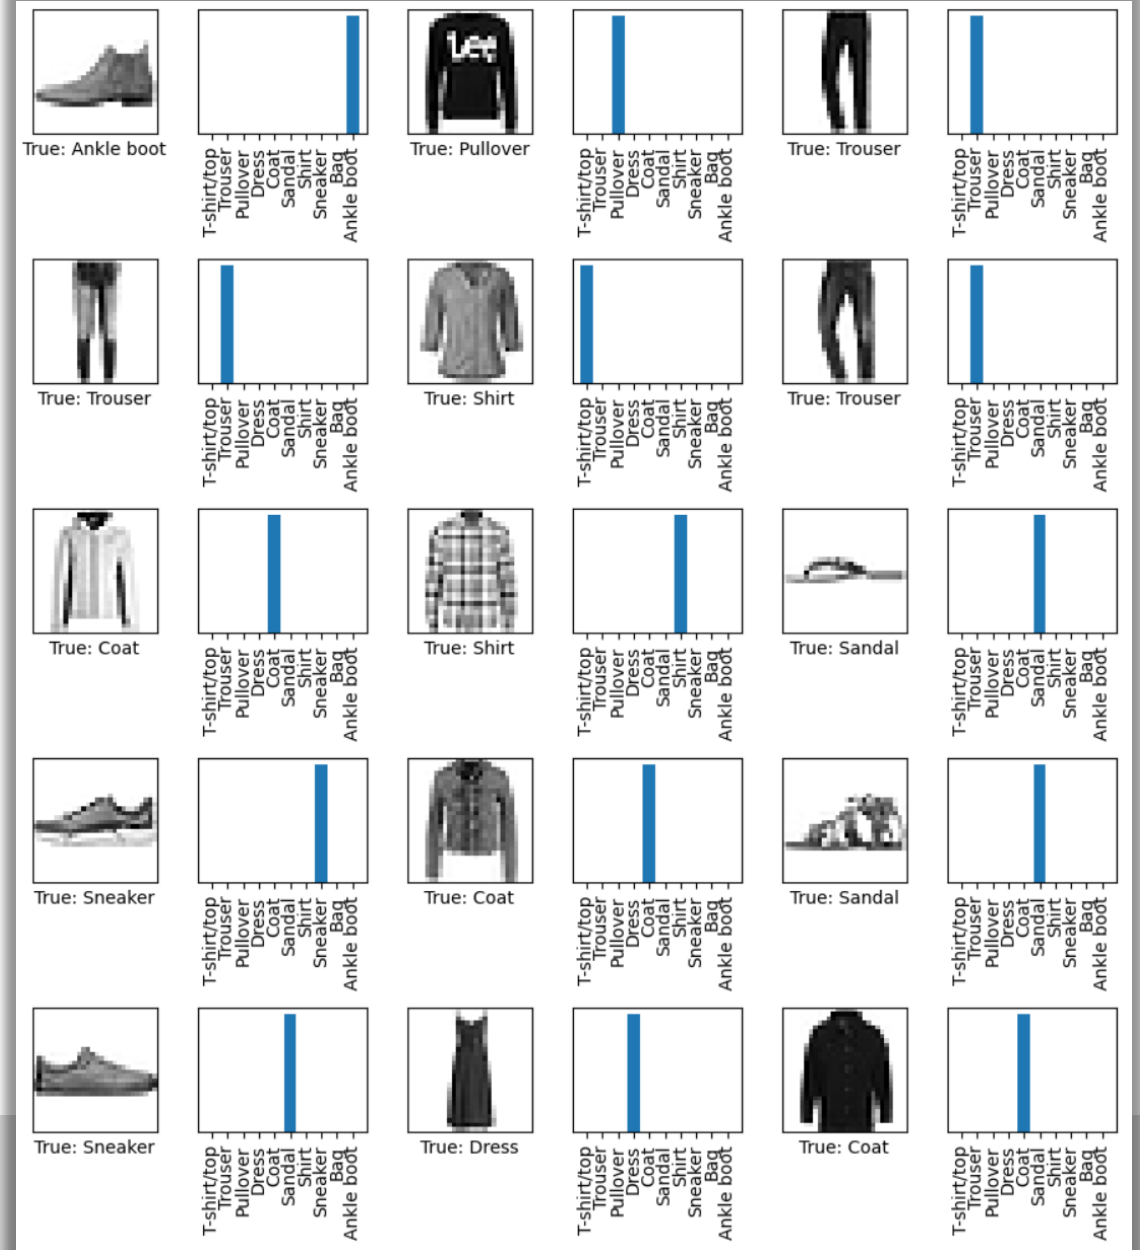 Lee
True: Ankle boot
T-shirt/top
Trouser
Pullover
Dress
Coat
Sandal
Shirt
Sneaker
Bag
Ankle boot
True: Pullover
T-shirt/top
Trouser
Pullover
Dress
Coat
Sandal
Shirt
Sneaker
Bag
Ankle boot
True: Trouser
T-shirt/top
Trouser
Pullover
Dress
Coat
Sandal
Shirt
Sneaker
Bag
Ankle boot
True: Trouser
T-shirt/top
Trouser
Pullover
Dress
Coat
Sandal
Shirt
Sneaker
Bag
Ankle boot
True: Shirt
T-shirt/top
Trouser
Pullover
Dress
Coat
Sandal
Shirt
Sneaker
Bag
Ankle boot
True: Trouser
T-shirt/top
Trouser
Pullover
Dress
Coat
Sandal
Shirt
Sneaker
Bag
Ankle boot
True: Coat
T-shirt/top
Trouser
Pullover
Dress
Coat
Sandal
Shirt
Sneaker
Bag
Ankle boot
True: Shirt
T-shirt/top
Trouser
Pullover
Dress
Coat
Sandal
Shirt
Sneaker
Bag
Ankle boot
True: Sandal
T-shirt/top
Trouser
Pullover
Dress
Coat
Sandal
Shirt
Sneaker
Bag
Ankle boot
True: Sneaker
T-shirt/top
Trouser
Pullover
Dress
Coat
Sandal
Shirt
Sneaker
Bag
Ankle boot
True: Coat
T-shirt/top
Trouser
Pullover
Dress
Coat
Sandal
Shirt
Sneaker
Bag
Ankle boot
True: Sandal
T-shirt/top
Trouser
Pullover
Dress
Coat
Sandal
Shirt
Sneaker
Bag
Ankle boot
True: Sneaker
T-shirt/top
Trouser
Pullover
Dress
Coat
Sandal
Shirt
Sneaker
Bag
Ankle boot
True: Dress
T-shirt/top
Trouser
Pullover
Dress
Coat
Sandal
Shirt
Sneaker
Bag
Ankle boot
True: Coat
T-shirt/top
Trouser
Pullover
Dress
Coat
Sandal
Shirt
Sneaker
Bag
Ankle boot